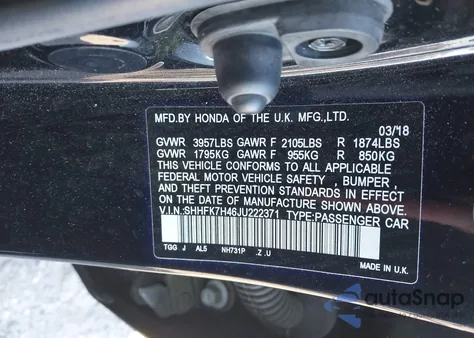 MFD.BY HONDA OF THE U.K. MFG.,LTD.
03/18
GVWR 3957LBS GAWR F 2105LBS R 1874LBS
GVWR 1795KG GAWR F 955KG R 850KG
THIS VEHICLE CONFORMS TO ALL APPLICABLE
FEDERAL MOTOR VEHICLE SAFETY , BUMPER ,
AND THEFT PREVENTION STANDARDS IN EFFECT
ON THE DATE OF MANUFACTURE SHOWN ABOVE.
V.I.N.:SHHFK7H46JU222371 TYPE:PASSENGER CAR
TGG J AL5 NH731P .Z .U
MADE IN U.K.
autoSnap